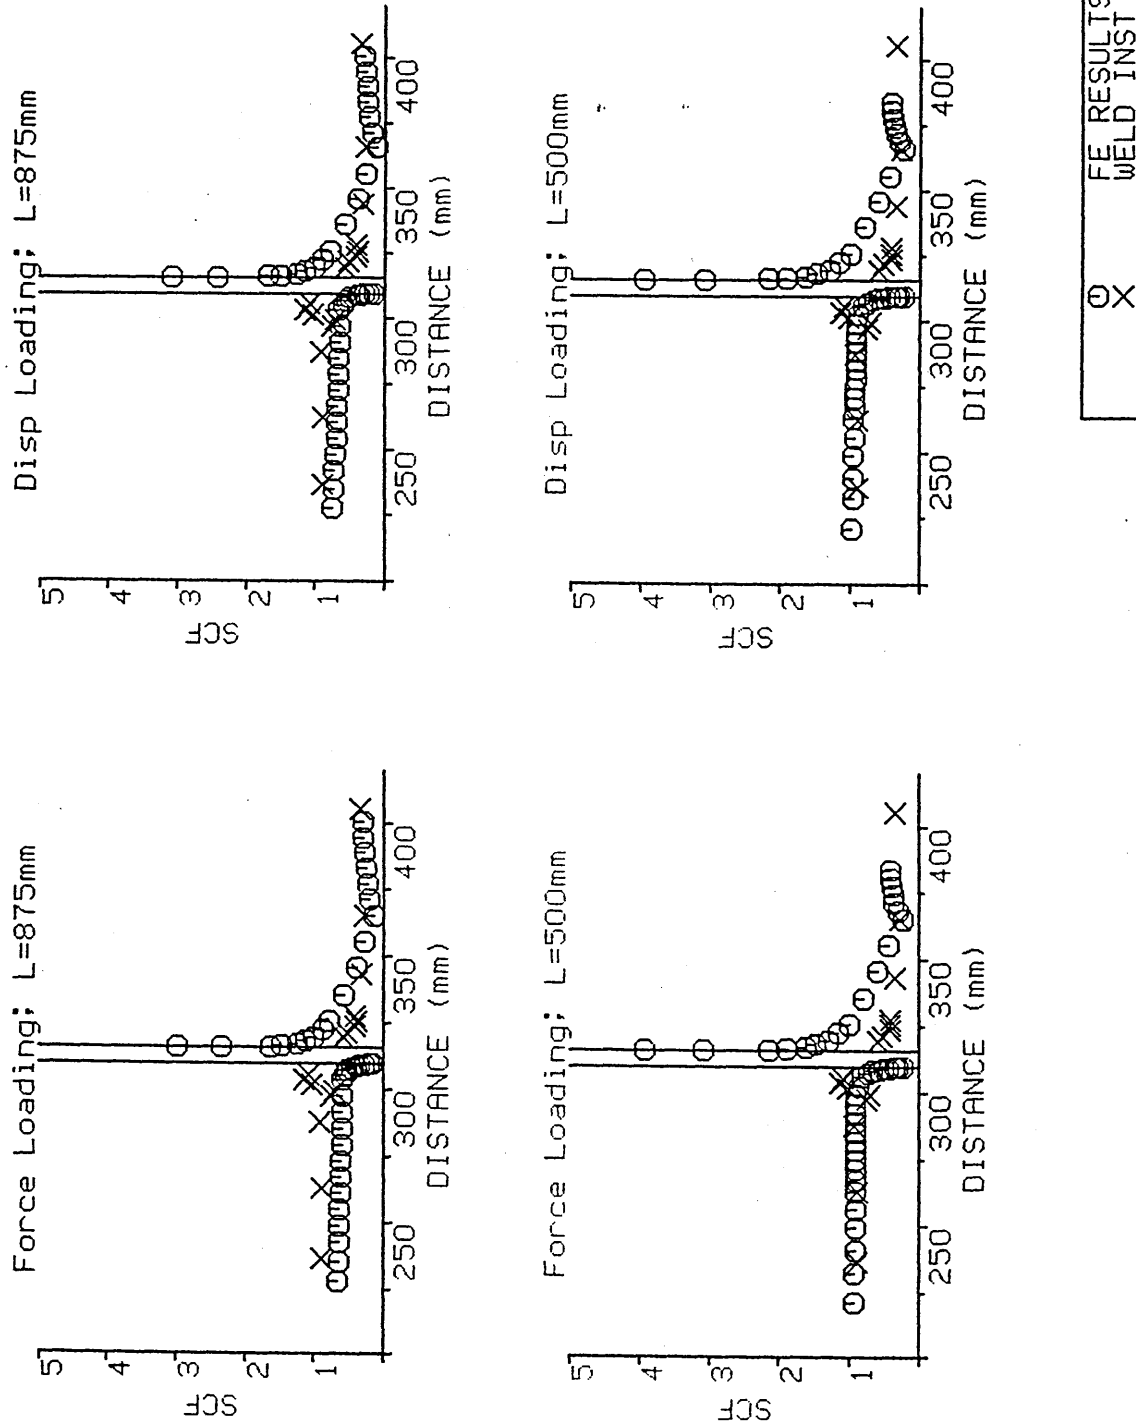 Force Loading; L=875mm
5
4
3
2
1
SCF
250
300
350
400
DISTANCE (mm)
Disp Loading; L=875mm
5
4
3
2
1
SCF
250
300
350
400
DISTANCE (mm)
Force Loading; L=500mm
5
4
3
2
1
SCF
250
300
350
400
DISTANCE (mm)
Disp Loading; L=500mm
5
4
3
2
1
SCF
250
300
350
400
DISTANCE (mm)
FE RESULTS
WELD INST